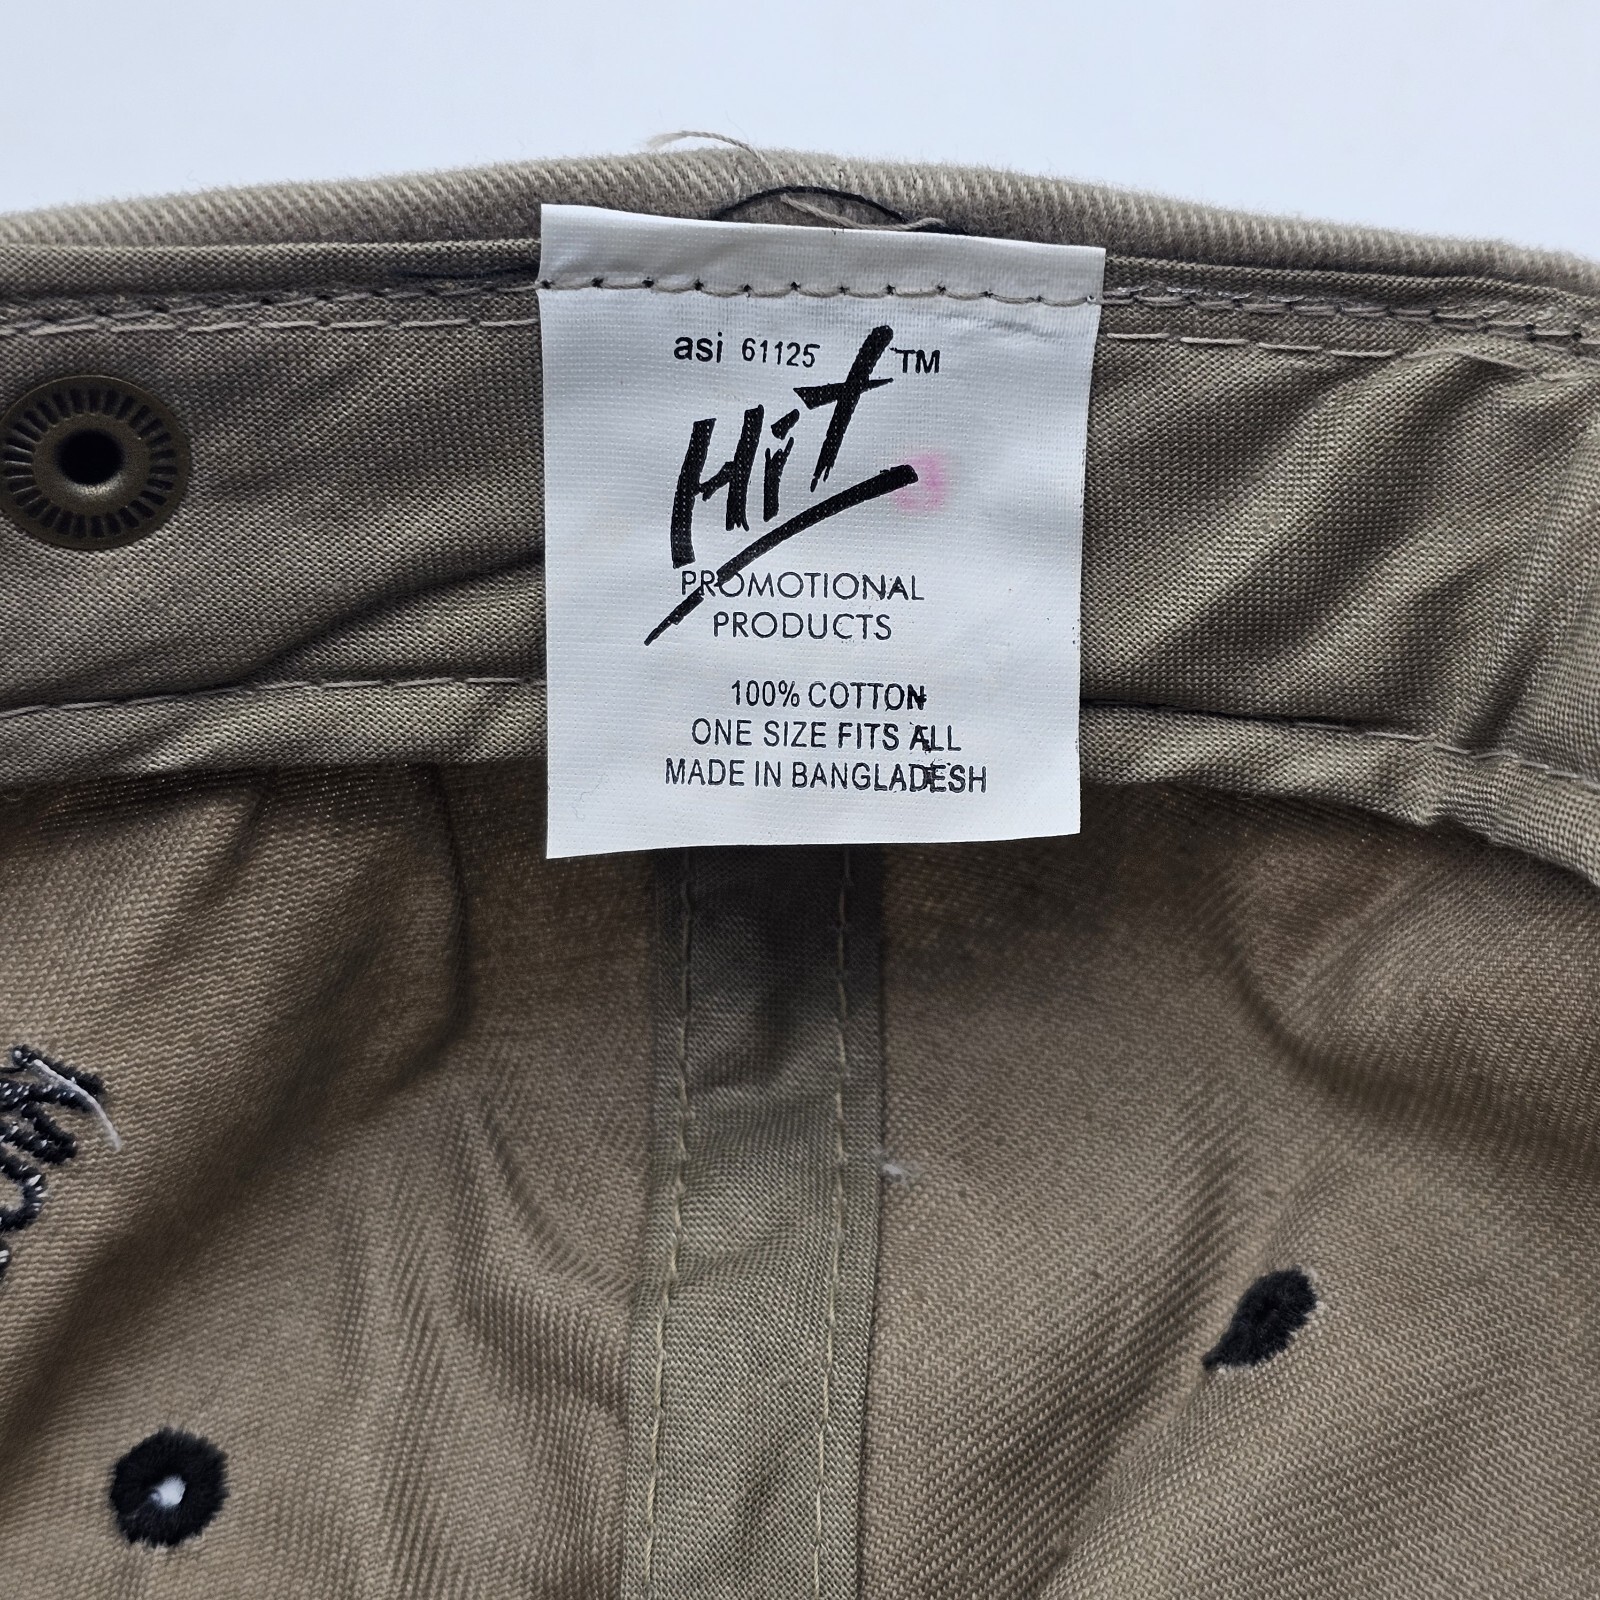 asi 61125
Hit™
PROMOTIONAL
PRODUCTS
100% COTTON
ONE SIZE FITS ALL
MADE IN BANGLADESH